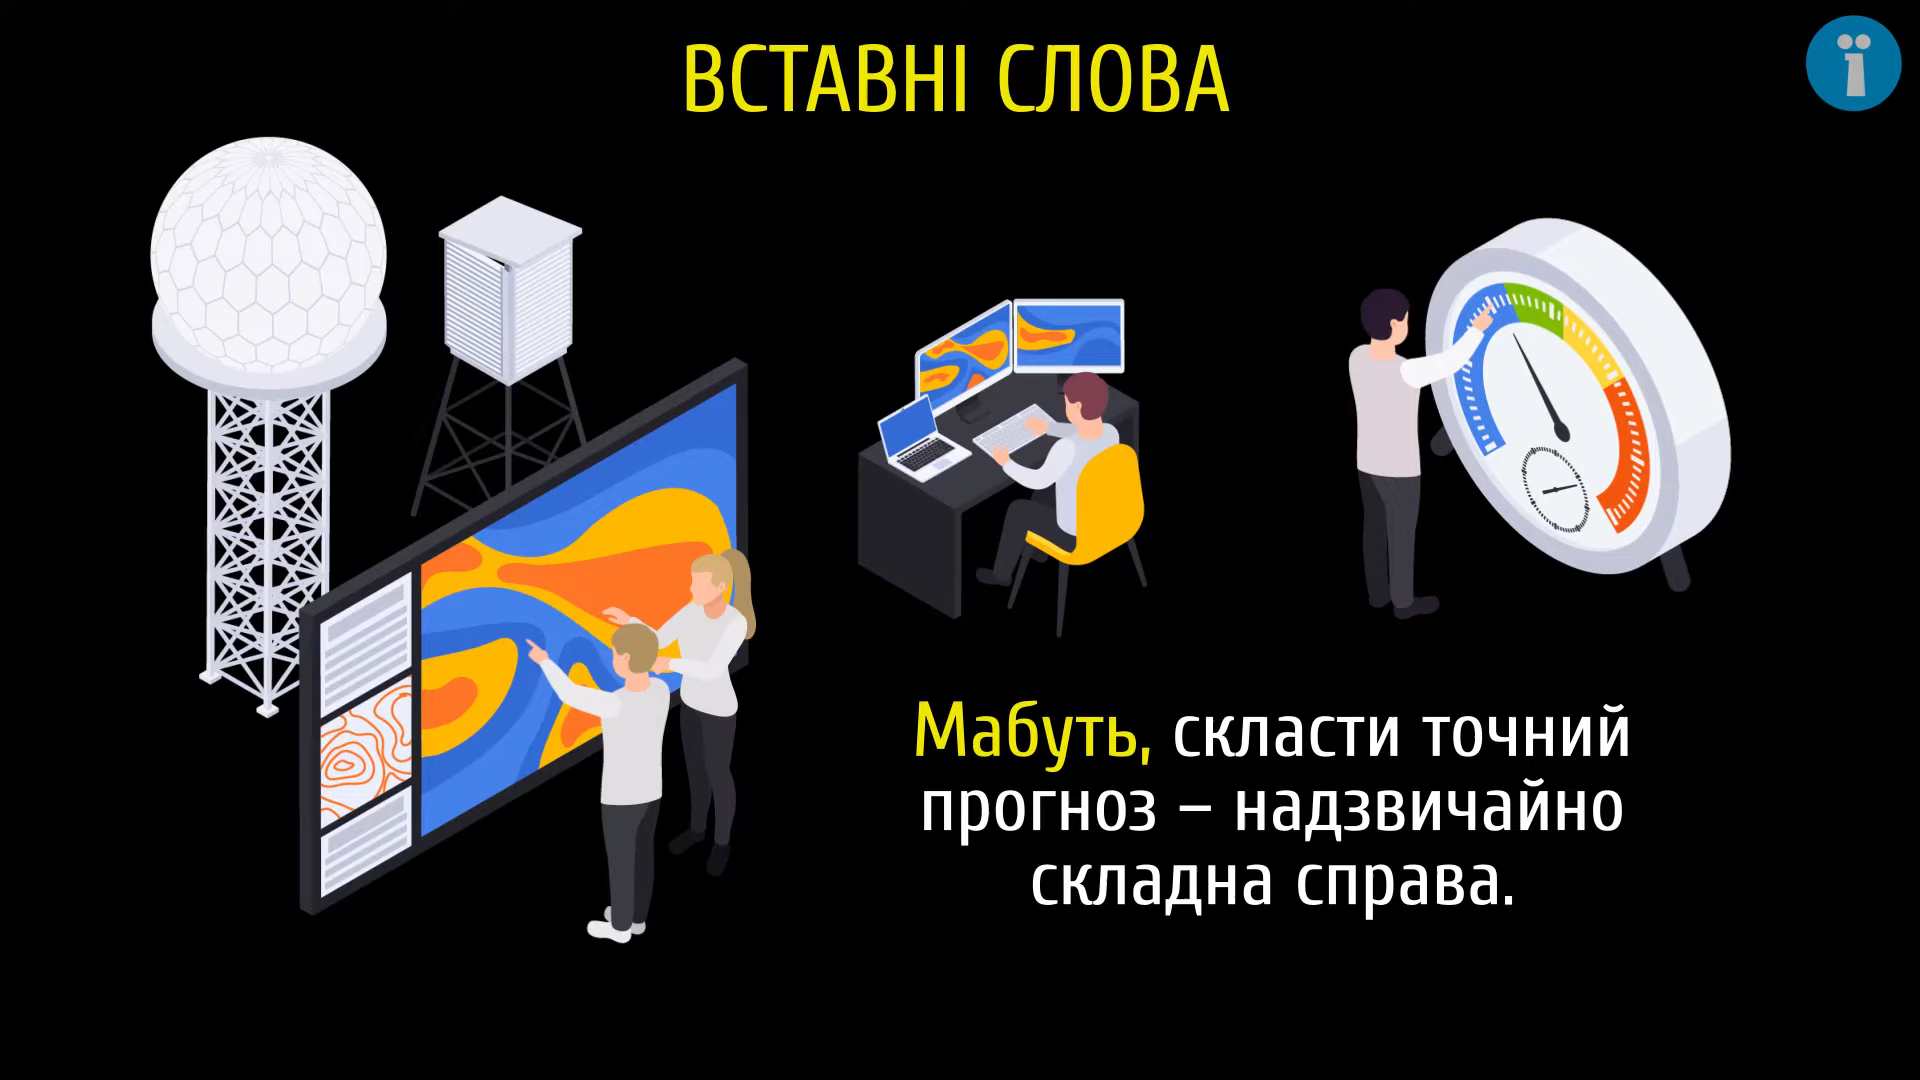 ВСТАВНІ СЛОВА
ї
Мабуть, скласти точний
прогноз – надзвичайно
складна справа.